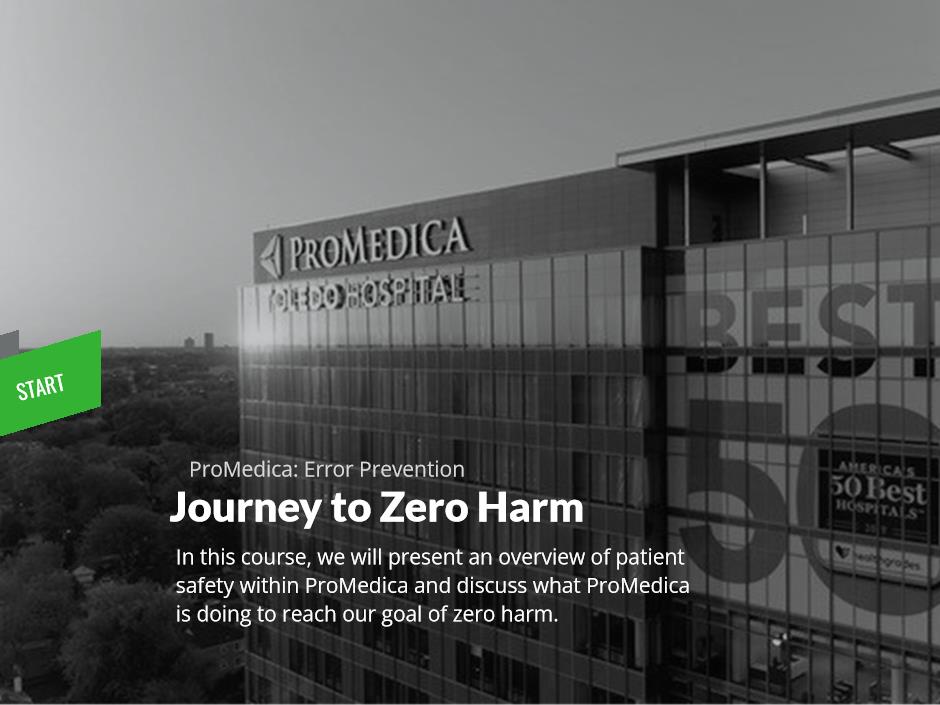 PROMEDICA
TOLEDO HOSPITAL
BEST
50
AMERICA'S
50 Best
HOSPITALS
healthgrades
START
ProMedica: Error Prevention
Journey to Zero Harm
In this course, we will present an overview of patient
safety within ProMedica and discuss what ProMedica
is doing to reach our goal of zero harm.